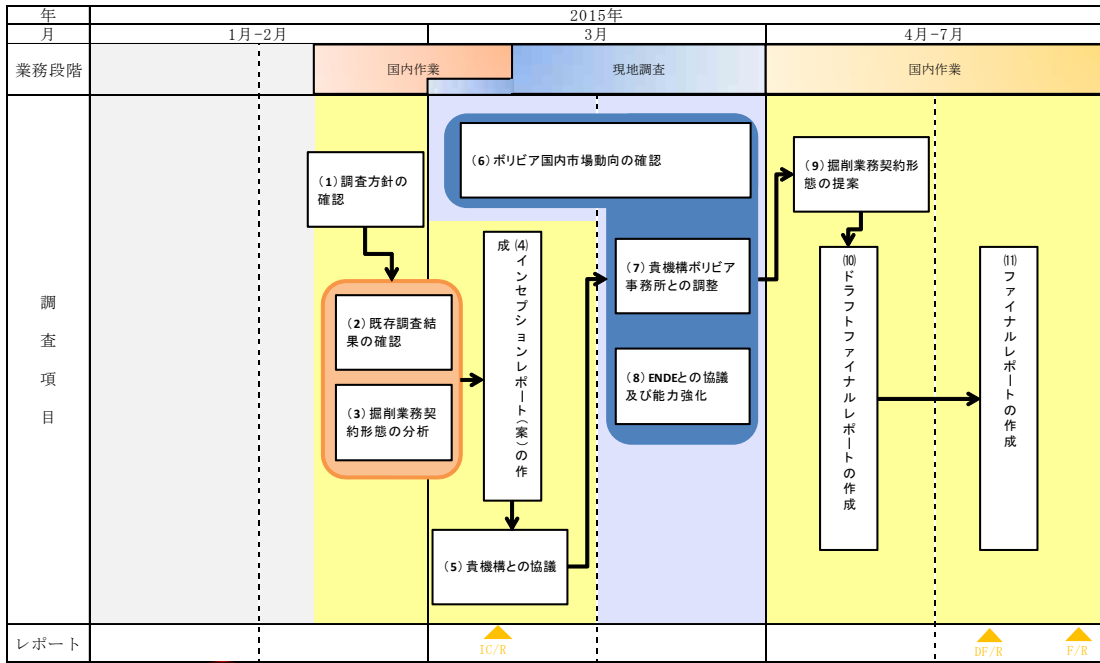 年
2015年
月
1月-2月
3月
4月-7月
業務段階
国内作業
現地調査
国内作業
調
査
項
目
(1)調査方針の
確認
(2)既存調査結
果の確認
(3)掘削業務契
約形態の分析
(4)インセプションレポート(案)の作
成
(5)貴機構との協議
(6)ボリビア国内市場動向の確認
(7)貴機構ボリビア
事務所との調整
(8)ENDEとの協議
及び能力強化
(9)掘削業務契約形
態の提案
(10)ドラフトファイナルレポートの作成
(11)ファイナルレポートの作成
レポート
IC/R
DF/R
F/R